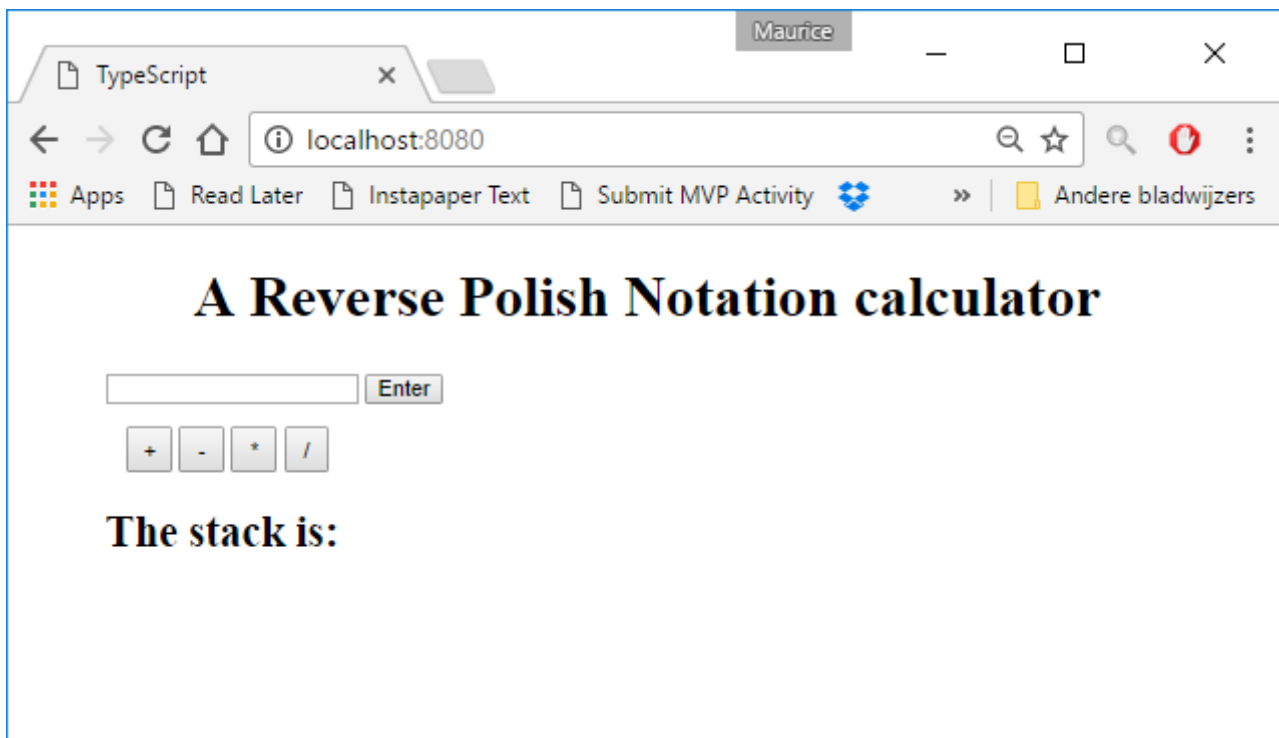 Maurice
TypeScript
localhost:8080
Apps Read Later Instapaper Text Submit MVP Activity » Andere bladwijzers
A Reverse Polish Notation calculator
Enter
+ - * /
The stack is: